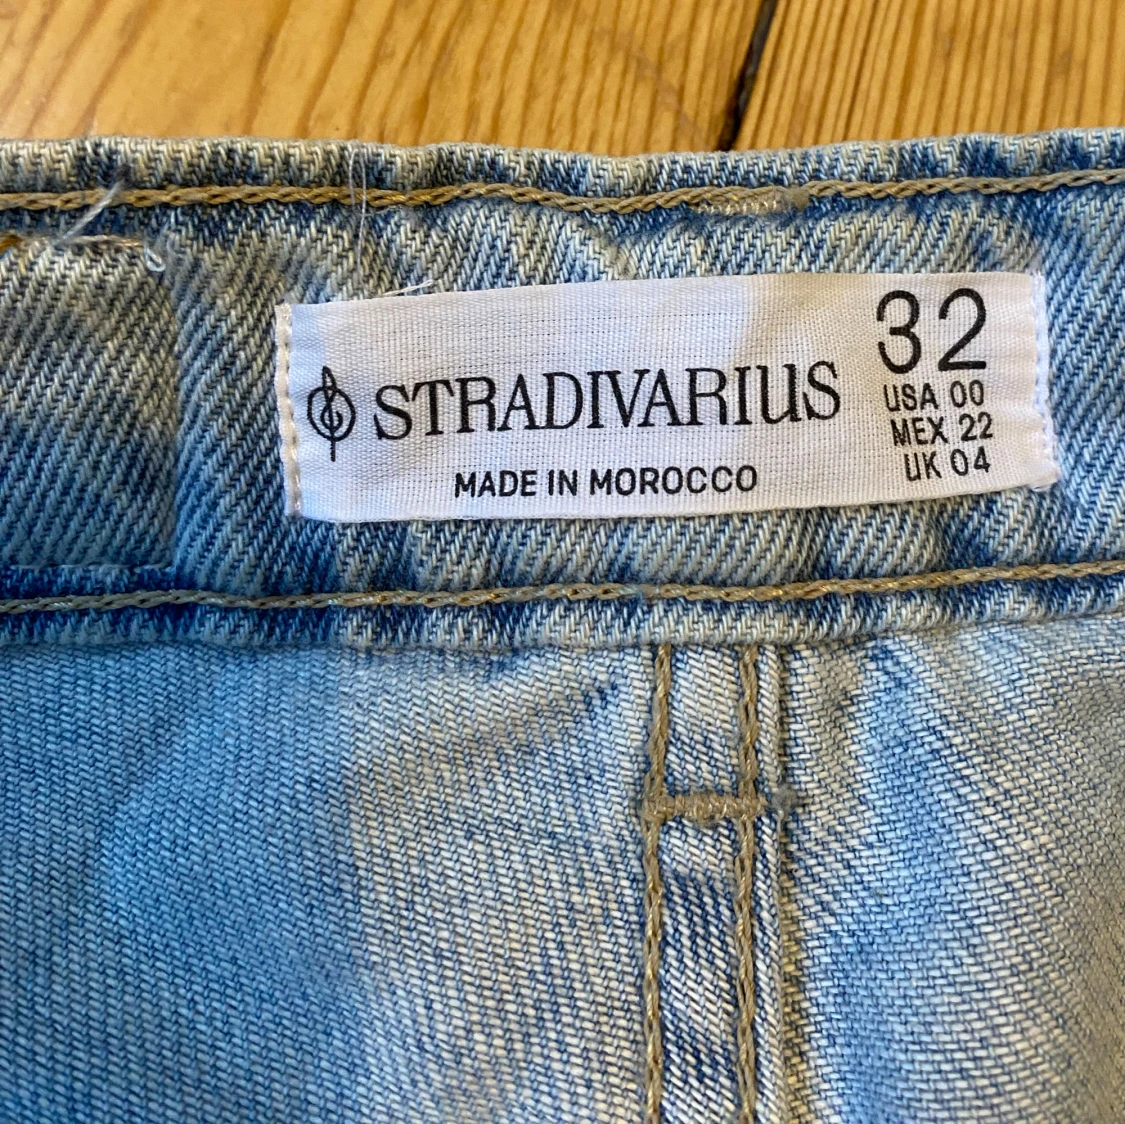 STRADIVARIUS
MADE IN MOROCCO
32
USA 00
MEX 22
UK 04